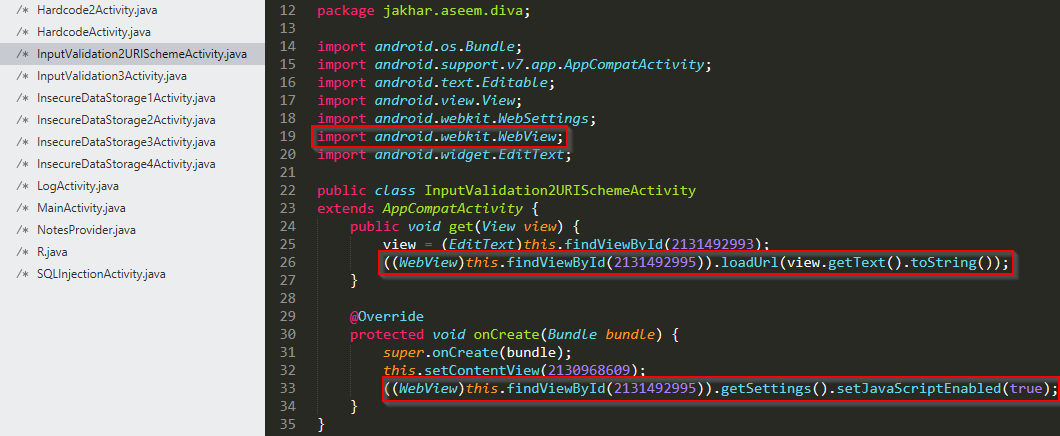 /* Hardcode2Activity.java
/* HardcodeActivity.java
/* InputValidation2URISchemeActivity.java
/* InputValidation3Activity.java
/* InsecureDataStorage1Activity.java
/* InsecureDataStorage2Activity.java
/* InsecureDataStorage3Activity.java
/* InsecureDataStorage4Activity.java
/* LogActivity.java
/* MainActivity.java
/* NotesProvider.java
/* R.java
/* SQLInjectionActivity.java
12 package jakhar.aseem.diva;
13
14 import android.os.Bundle;
15 import android.support.v7.app.AppCompatActivity;
16 import android.text.Editable;
17 import android.view.View;
18 import android.webkit.WebSettings;
19 import android.webkit.WebView;
20 import android.widget.EditText;
21
22 public class InputValidation2URISchemeActivity
23 extends AppCompatActivity {
24     public void get(View view) {
25         view = (EditText)this.findViewById(2131492993);
26         ((WebView)this.findViewById(2131492995)).loadUrl(view.getText().toString());
27     }
28
29     @Override
30     protected void onCreate(Bundle bundle) {
31         super.onCreate(bundle);
32         this.setContentView(2130968609);
33         ((WebView)this.findViewById(2131492995)).getSettings().setJavaScriptEnabled(true);
34     }
35 }